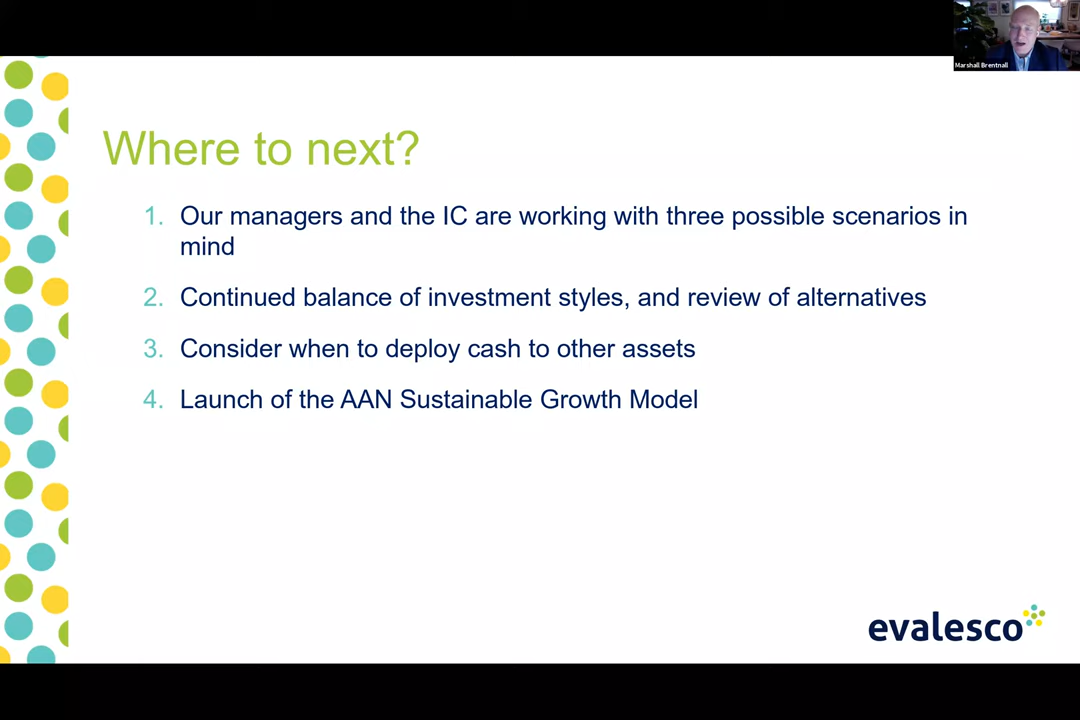 Marshall Brentnall
Where to next?
1. Our managers and the IC are working with three possible scenarios in
mind
2. Continued balance of investment styles, and review of alternatives
3. Consider when to deploy cash to other assets
4. Launch of the AAN Sustainable Growth Model
evalesco